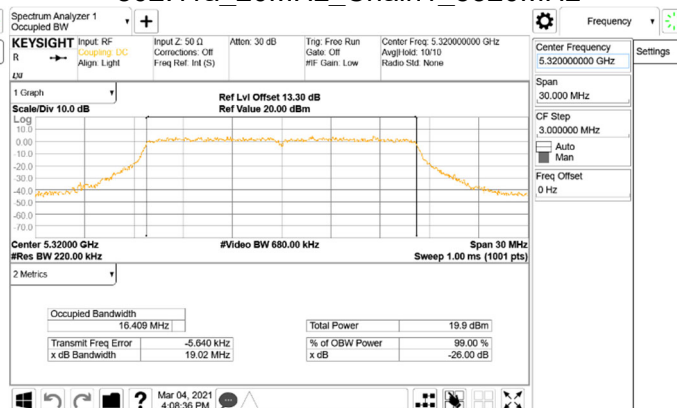 Spectrum Analyzer 1
Occupied BW
Frequency
KEYSIGHT
R
LXI
Input: RF
Coupling: DC
Align: Light
Input Z: 50 Ω
Corrections: Off
Freq Ref: Int (S)
Atten: 30 dB
Trig: Free Run
Gate: Off
#IF Gain: Low
Center Freq: 5.320000000 GHz
Avg|Hold: 10/10
Radio Std: None
Center Frequency
5.320000000 GHz
Settings
Span
30.000 MHz
CF Step
3.000000 MHz
Auto
Man
Freq Offset
0 Hz
1 Graph
Scale/Div 10.0 dB
Ref Lvl Offset 13.30 dB
Ref Value 20.00 dBm
Log
10.0
0.00
-10.0
-20.0
-30.0
-40.0
-50.0
-60.0
-70.0
Center 5.32000 GHz
#Res BW 220.00 kHz
#Video BW 680.00 kHz
Span 30 MHz
Sweep 1.00 ms (1001 pts)
2 Metrics
Occupied Bandwidth
16.409 MHz
Total Power 19.9 dBm
Transmit Freq Error -5.640 kHz
% of OBW Power 99.00 %
x dB Bandwidth 19.02 MHz
x dB -26.00 dB
Mar 04, 2021
4:08:36 PM